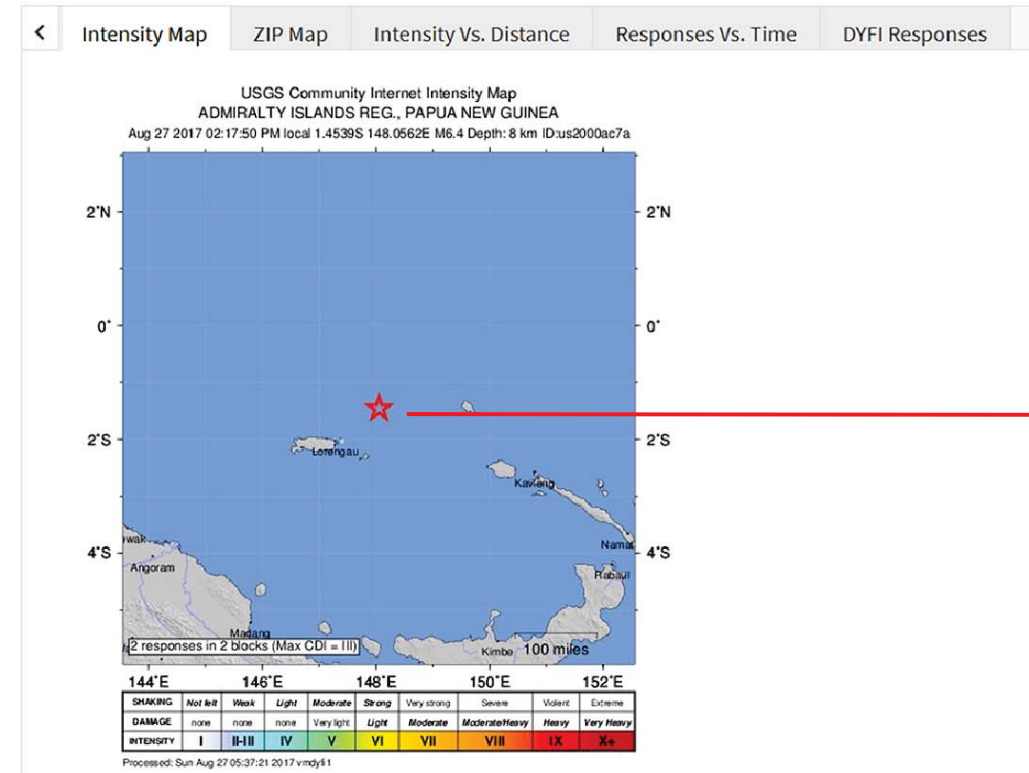 Intensity Map ZIP Map Intensity Vs. Distance Responses Vs. Time DYFI Responses
USGS Community Internet Intensity Map
ADMIRALTY ISLANDS REG., PAPUA NEW GUINEA
Aug 27 2017 02:17:50 PM local 1.4539S 148.0562E M6.4 Depth: 8 km ID:us2000ac7a
2°N 2°N
0° 0°
2°S 2°S
Lorengau
Kavieng
4°S 4°S
wak
Namat
Angoram
Rabaul
Madang
2 responses in 2 blocks (Max CDI = III)
Kimbe 100 miles
144°E 146°E 148°E 150°E 152°E
SHAKING Not felt Weak Light Moderate Strong Very strong Severe Violent Extreme
DAMAGE none none none Very light Light Moderate Moderate/Heavy Heavy Very Heavy
INTENSITY I II-III IV V VI VII VIII IX X+
Processed: Sun Aug 27 05:37:21 2017 vmdyfi1